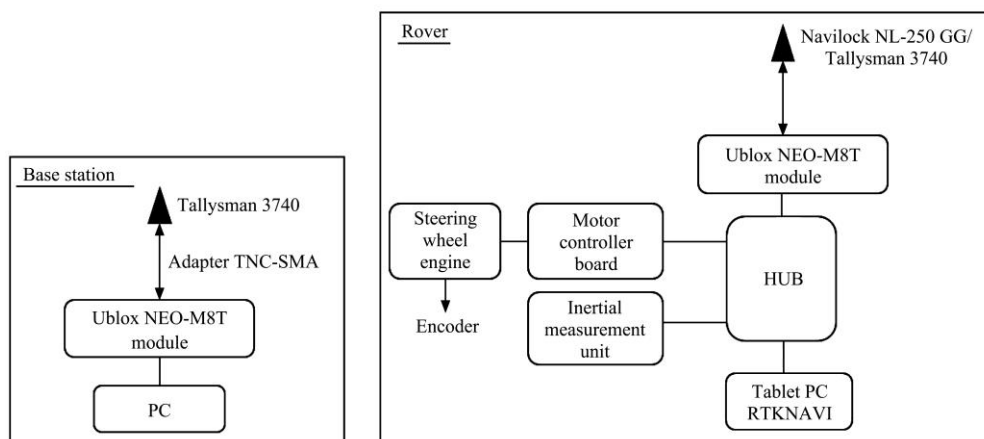 Base station
Tallysman 3740
Adapter TNC-SMA
Ublox NEO-M8T
module
PC
Rover
Navilock NL-250 GG/
Tallysman 3740
Ublox NEO-M8T
module
Steering
wheel
engine
Motor
controller
board
HUB
Encoder
Inertial
measurement
unit
Tablet PC
RTKNAVI